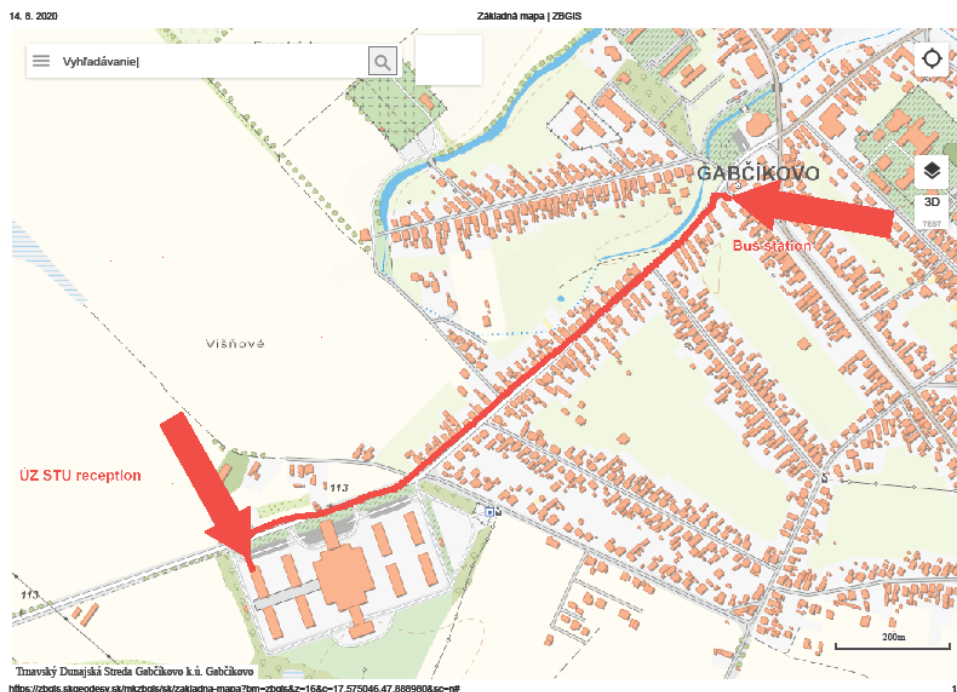 14. 8. 2020
Základná mapa | ZBGIS
Vyhľadávanie
GABČÍKOVO
3D
TEST
Bus station
Višňové
ÚZ STU reception
113
113
200m
Trnavský Dunajská Streda Gabčíkovo k.ú. Gabčíkovo
https://zbgis.skgeodesy.sk/mkzbgis/sk/zakladna-mapa?bm=zbgis&z=16&c=17.575046,47.888980&sc=n#